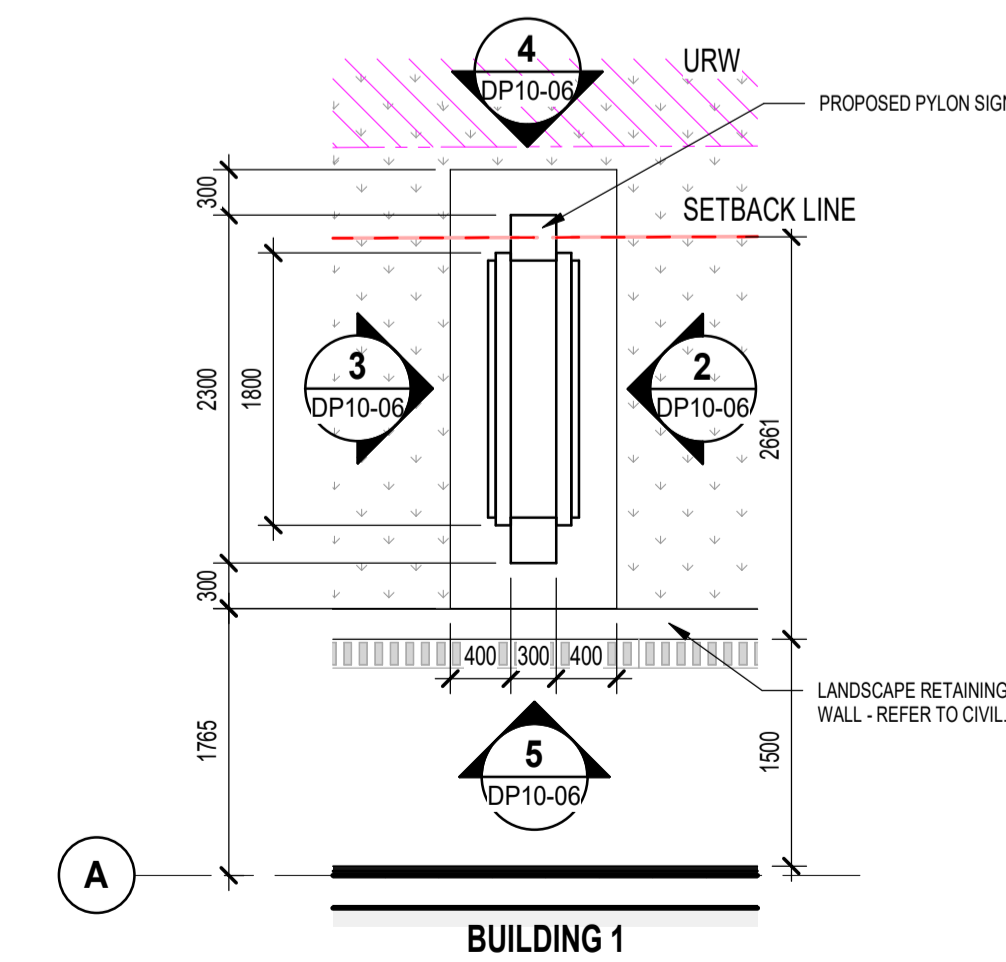 4
DP10-06
URW
PROPOSED PYLON SIGN
300
SETBACK LINE
2300
1800
3
DP10-06
2
DP10-06
2661
300
400
300
400
LANDSCAPE RETAINING
WALL - REFER TO CIVIL.
1765
1500
5
DP10-06
A
BUILDING 1